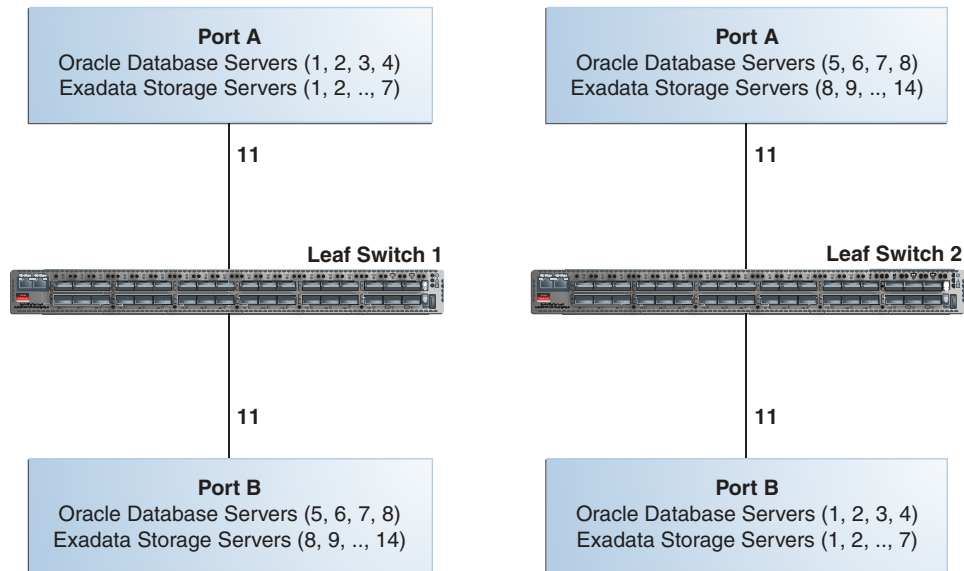 Port A
Oracle Database Servers (1, 2, 3, 4)
Exadata Storage Servers (1, 2, .., 7)
Port A
Oracle Database Servers (5, 6, 7, 8)
Exadata Storage Servers (8, 9, .., 14)
11
11
Leaf Switch 1
Leaf Switch 2
11
11
Port B
Oracle Database Servers (5, 6, 7, 8)
Exadata Storage Servers (8, 9, .., 14)
Port B
Oracle Database Servers (1, 2, 3, 4)
Exadata Storage Servers (1, 2, .., 7)